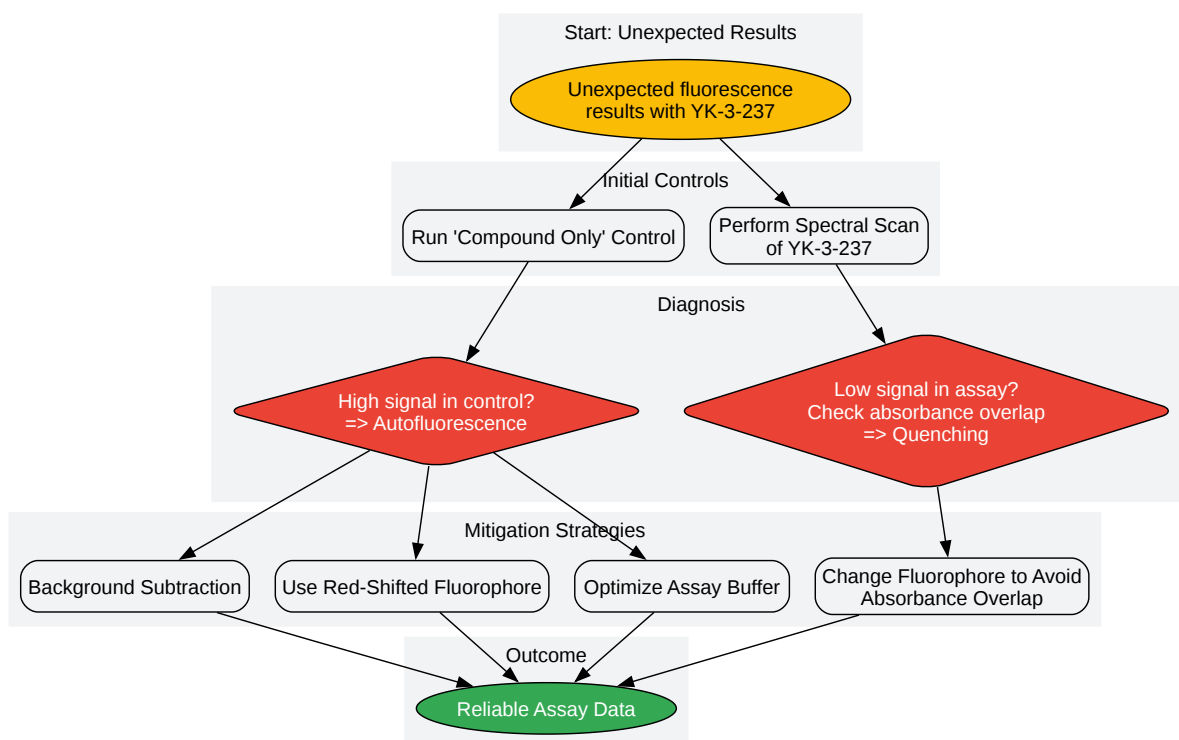 Start: Unexpected Results
Unexpected fluorescence
results with YK-3-237
Initial Controls
Run 'Compound Only' Control
Perform Spectral Scan
of YK-3-237
Diagnosis
High signal in control?
=> Autofluorescence
Low signal in assay?
Check absorbance overlap
=> Quenching
Mitigation Strategies
Background Subtraction
Use Red-Shifted Fluorophore
Optimize Assay Buffer
Change Fluorophore to Avoid
Absorbance Overlap
Outcome
Reliable Assay Data